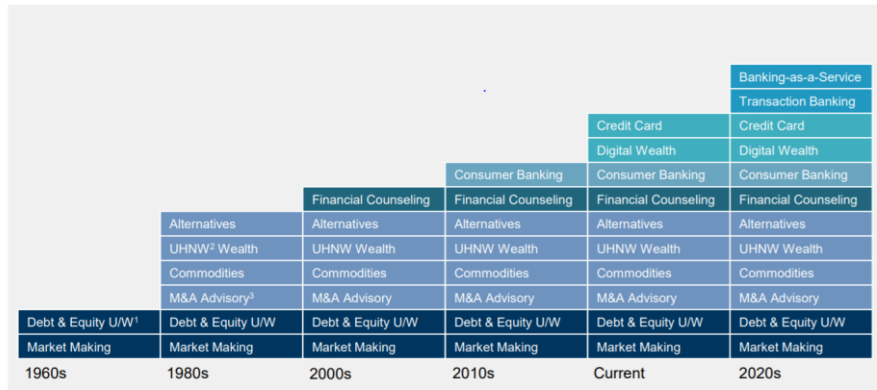 Banking-as-a-Service
Transaction Banking
Credit Card Credit Card
Digital Wealth Digital Wealth
Consumer Banking Consumer Banking Consumer Banking
Financial Counseling Financial Counseling Financial Counseling Financial Counseling
Alternatives Alternatives Alternatives Alternatives Alternatives
UHNW² Wealth UHNW Wealth UHNW Wealth UHNW Wealth UHNW Wealth
Commodities Commodities Commodities Commodities Commodities
M&A Advisory³ M&A Advisory M&A Advisory M&A Advisory M&A Advisory
Debt & Equity U/W¹ Debt & Equity U/W Debt & Equity U/W Debt & Equity U/W Debt & Equity U/W Debt & Equity U/W
Market Making Market Making Market Making Market Making Market Making Market Making
1960s 1980s 2000s 2010s Current 2020s